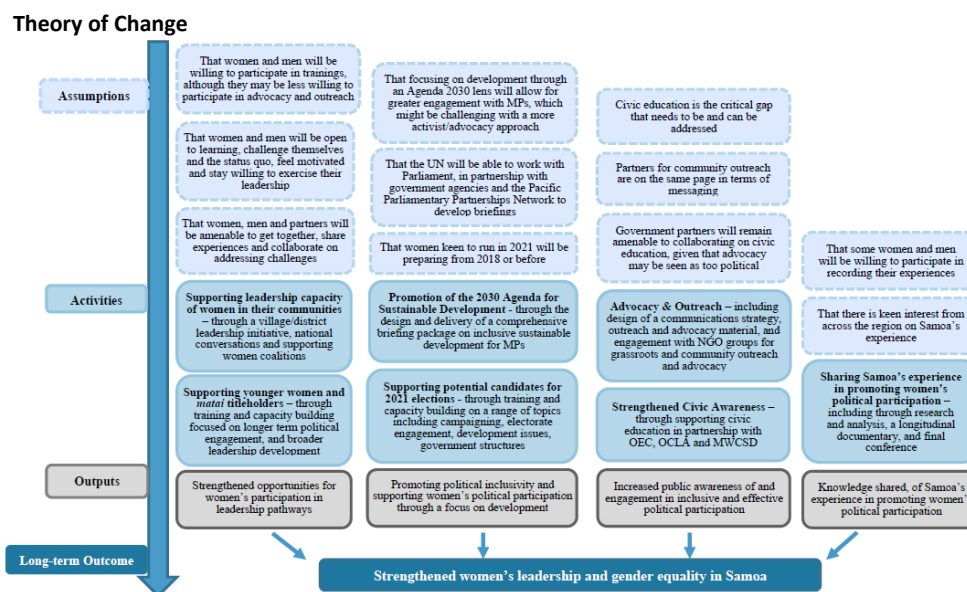 Theory of Change
Assumptions
That women and men will be
willing to participate in trainings,
although they may be less willing to
participate in advocacy and outreach
That women and men will be open
to learning, challenge themselves
and the status quo, feel motivated
and stay willing to exercise their
leadership
That women, men and partners will
be amenable to get together, share
experiences and collaborate on
addressing challenges
That focusing on development through
an Agenda 2030 lens will allow for
greater engagement with MPs, which
might be challenging with a more
activist/advocacy approach
That the UN will be able to work with
Parliament, in partnership with
government agencies and the Pacific
Parliamentary Partnerships Network to
develop briefings
That women keen to run in 2021 will be
preparing from 2018 or before
Civic education is the critical gap
that needs to be and can be
addressed
Partners for community outreach
are on the same page in terms of
messaging
Government partners will remain
amenable to collaborating on civic
education, given that advocacy
may be seen as too political
That some women and men
will be willing to participate in
recording their experiences
That there is keen interest from
across the region on Samoa's
experience
Activities
Supporting leadership capacity
of women in their communities
– through a village/district
leadership initiative, national
conversations and supporting
women coalitions
Supporting younger women and
matai titleholders – through
training and capacity building
focused on longer term political
engagement, and broader
leadership development
Promotion of the 2030 Agenda for
Sustainable Development - through
the design and delivery of a comprehensive
briefing package on inclusive sustainable
development for MPs
Supporting potential candidates for
2021 elections - through training and
capacity building on a range of topics
including campaigning, electorate
engagement, development issues,
government structures
Advocacy & Outreach – including
design of a communications strategy,
outreach and advocacy material, and
engagement with NGO groups for
grassroots and community outreach
and advocacy
Strengthened Civic Awareness –
through supporting civic
education in partnership with
OEC, OCLA and MWCSD
Sharing Samoa's experience
in promoting women's
political participation –
including through research
and analysis, a longitudinal
documentary, and final
conference
Outputs
Strengthened opportunities for
women's participation in
leadership pathways
Promoting political inclusivity and
supporting women's political participation
through a focus on development
Increased public awareness of and
engagement in inclusive and effective
political participation
Knowledge shared, of Samoa's
experience in promoting women'
political participation
Long-term Outcome
Strengthened women's leadership and gender equality in Samoa